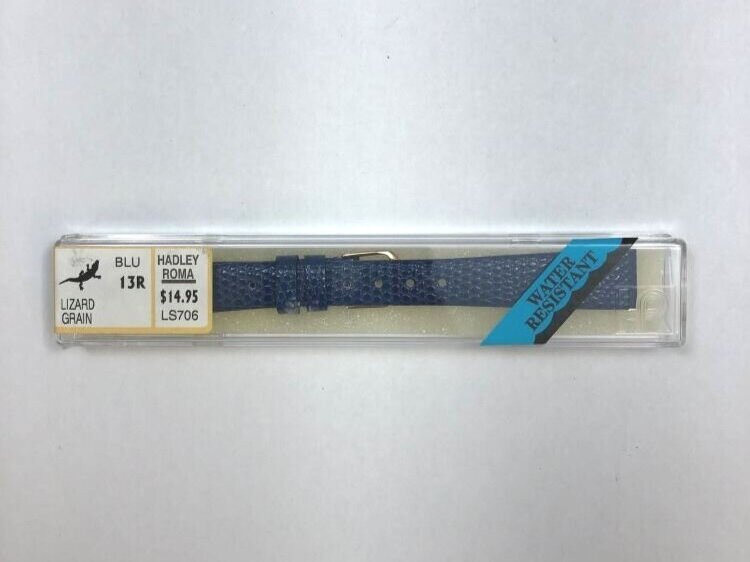 BLU
13R
LIZARD
GRAIN
HADLEY
ROMA
$14.95
LS706
WATER
RESISTANT